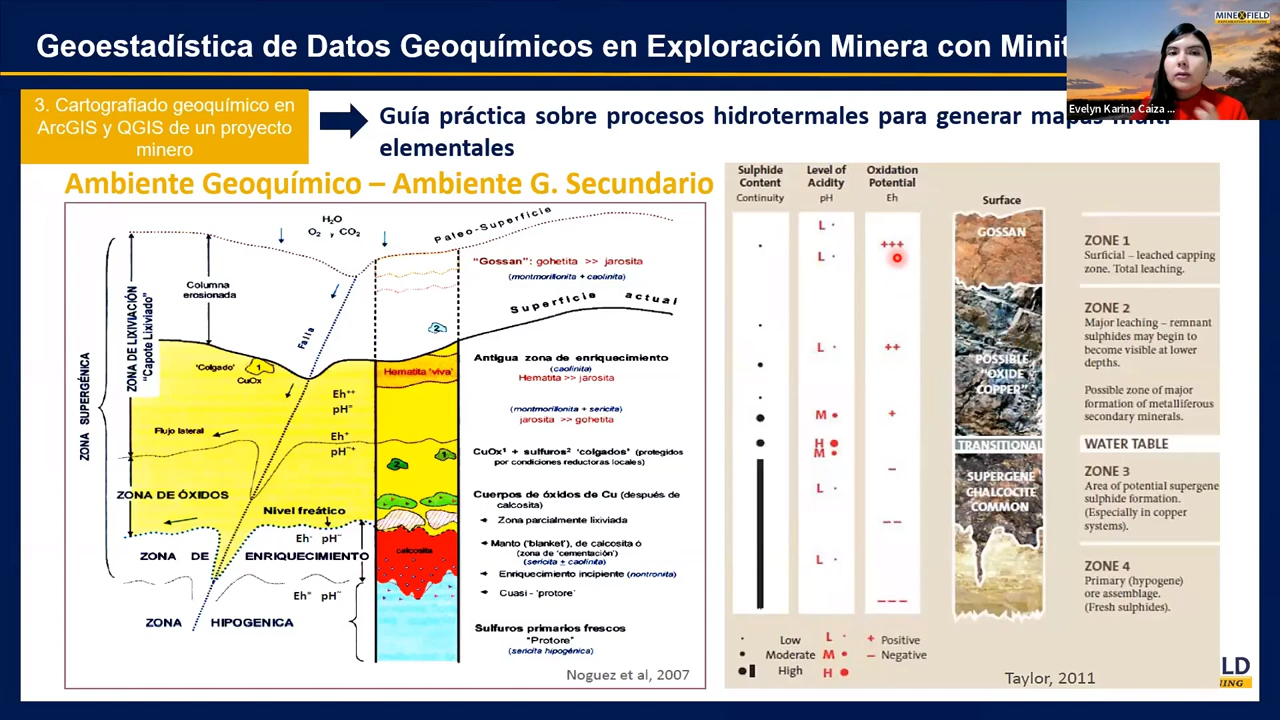 Geoestadística de Datos Geoquímicos en Exploración Minera con
MINEXFIELD
Evelyn Karina Caiza ...
3. Cartografiado geoquímico en
ArcGIS y QGIS de un proyecto
minero
Guía práctica sobre procesos hidrotermales para generar mapas multi
elementales
Ambiente Geoquímico – Ambiente G. Secundario
H₂O
O₂ y CO₂
Paleo-Superficie
"Gossan": gohetita >> jarosita
(montmorillonita + caolinita)
Columna
erosionada
Superficie actual
ZONA SUPERGÉNICA
ZONA DE LIXIVIACIÓN
"Capote Lixiviado"
Falla
2
'Colgado'
1
CuOx
Hematita 'viva'
Antigua zona de enriquecimiento
(caolinita)
Hematita >> jarosita
Eh⁺⁺
pH⁼
(montmorillonita + sericita)
jarosita >> gohetita
Flujo lateral
Eh⁺
pH⁻⁺
1
2
CuOx¹ + sulfuros² 'colgados' (protegidos
por condiciones reductoras locales)
ZONA DE ÓXIDOS
Nivel freático
Cuerpos de óxidos de Cu (después de
calcosita)
Zona parcialmente lixiviada
Eh⁻ pH⁻
ZONA DE ENRIQUECIMIENTO
calcosita
Manto ('blanket'), de calcosita ó
(zona de 'cementación')
(sericita ± caolinita)
Enriquecimiento incipiente (nontronita)
Eh⁼ pH⁻
Cuasi - 'protore'
ZONA HIPOGENICA
Sulfuros primarios frescos
"Protore"
(sericita hipogénica)
Noguez et al, 2007
Sulphide
Content
Continuity
Level of
Acidity
pH
Oxidation
Potential
Eh
Surface
L
+++
L
GOSSAN
ZONE 1
Surficial – leached capping
zone. Total leaching.
L
++
M
+
POSSIBLE
"OXIDE
COPPER"
ZONE 2
Major leaching – remnant
sulphides may begin to
become visible at lower
depths.
Possible zone of major
formation of metalliferous
secondary minerals.
H
M
TRANSITIONAL
WATER TABLE
–
L
– –
SUPERGENE
CHALCOCITE
COMMON
ZONE 3
Area of potential supergene
sulphide formation.
(Especially in copper
systems).
L
– – –
ZONE 4
Primary (hypogene)
ore assemblage.
(Fresh sulphides).
Low L + Positive
Moderate M – Negative
High H
Taylor, 2011
LD
NING